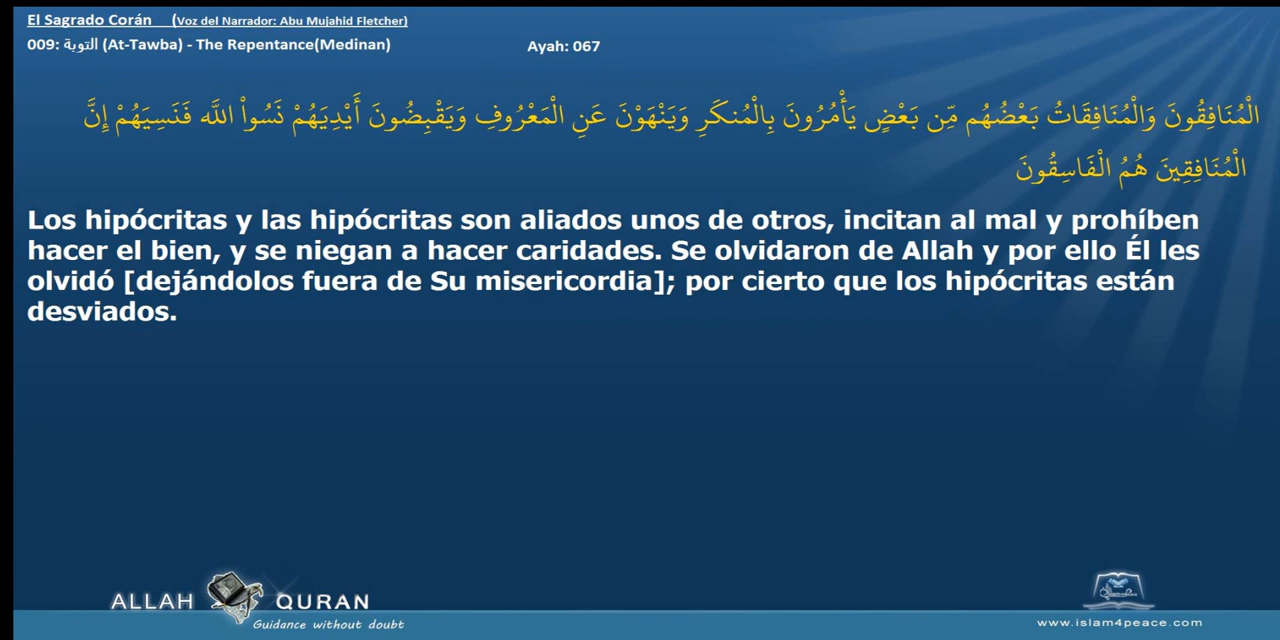 El Sagrado Corán (Voz del Narrador: Abu Mujahid Fletcher)
009: التوبة (At-Tawba) - The Repentance(Medinan) Ayah: 067
الْمُنَافِقُونَ وَالْمُنَافِقَاتُ بَعْضُهُم مِّن بَعْضٍ يَأْمُرُونَ بِالْمُنكَرِ وَيَنْهَوْنَ عَنِ الْمَعْرُوفِ وَيَقْبِضُونَ أَيْدِيَهُمْ نَسُواْ اللّهَ فَنَسِيَهُمْ إِنَّ
الْمُنَافِقِينَ هُمُ الْفَاسِقُونَ
Los hipócritas y las hipócritas son aliados unos de otros, incitan al mal y prohíben
hacer el bien, y se niegan a hacer caridades. Se olvidaron de Allah y por ello Él les
olvidó [dejándolos fuera de Su misericordia]; por cierto que los hipócritas están
desviados.
ALLAH QURAN
Guidance without doubt
www.islam4peace.com